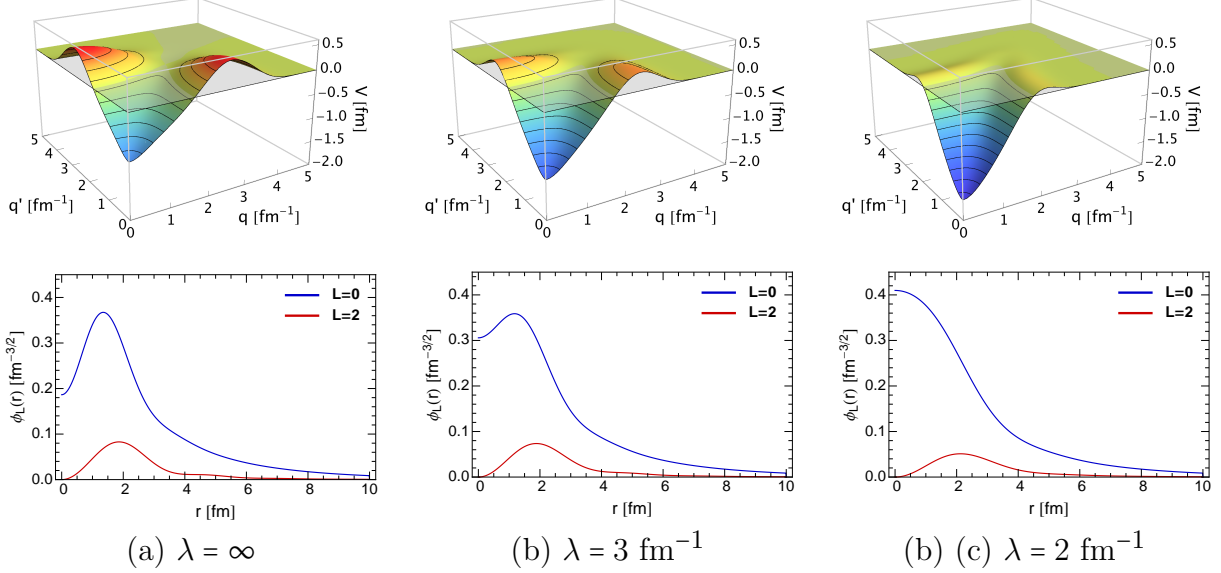 0.5
0.0
−0.5
−1.0
−1.5
−2.0
V [fm]
5
4
3
2
1
0
q' [fm⁻¹]
0
1
2
3
4
5
q [fm⁻¹]
0.5
0.0
−0.5
−1.0
−1.5
−2.0
V [fm]
5
4
3
2
1
0
q' [fm⁻¹]
0
1
2
3
4
5
q [fm⁻¹]
0.5
0.0
−0.5
−1.0
−1.5
−2.0
V [fm]
5
4
3
2
1
0
q' [fm⁻¹]
0
1
2
3
4
5
q [fm⁻¹]
ϕL(r) [fm−3/2]
0.4
0.3
0.2
0.1
0.0
L=0
L=2
0 2 4 6 8 10
r [fm]
ϕL(r) [fm−3/2]
0.4
0.3
0.2
0.1
0.0
L=0
L=2
0 2 4 6 8 10
r [fm]
ϕL(r) [fm−3/2]
0.4
0.3
0.2
0.1
0.0
L=0
L=2
0 2 4 6 8 10
r [fm]
(a) λ = ∞
(b) λ = 3 fm⁻¹
(b) (c) λ = 2 fm⁻¹